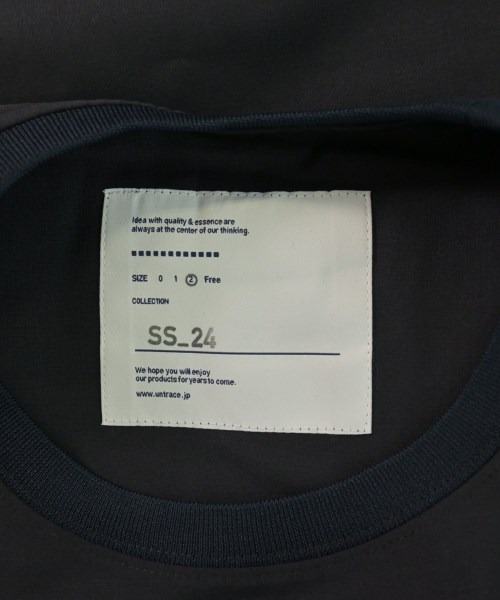 Idea with quality & essence are
always at the center of our thinking.
SIZE 0 1 2 Free
COLLECTION
SS_24
We hope you will enjoy
our products for years to come.
www.untrace.jp